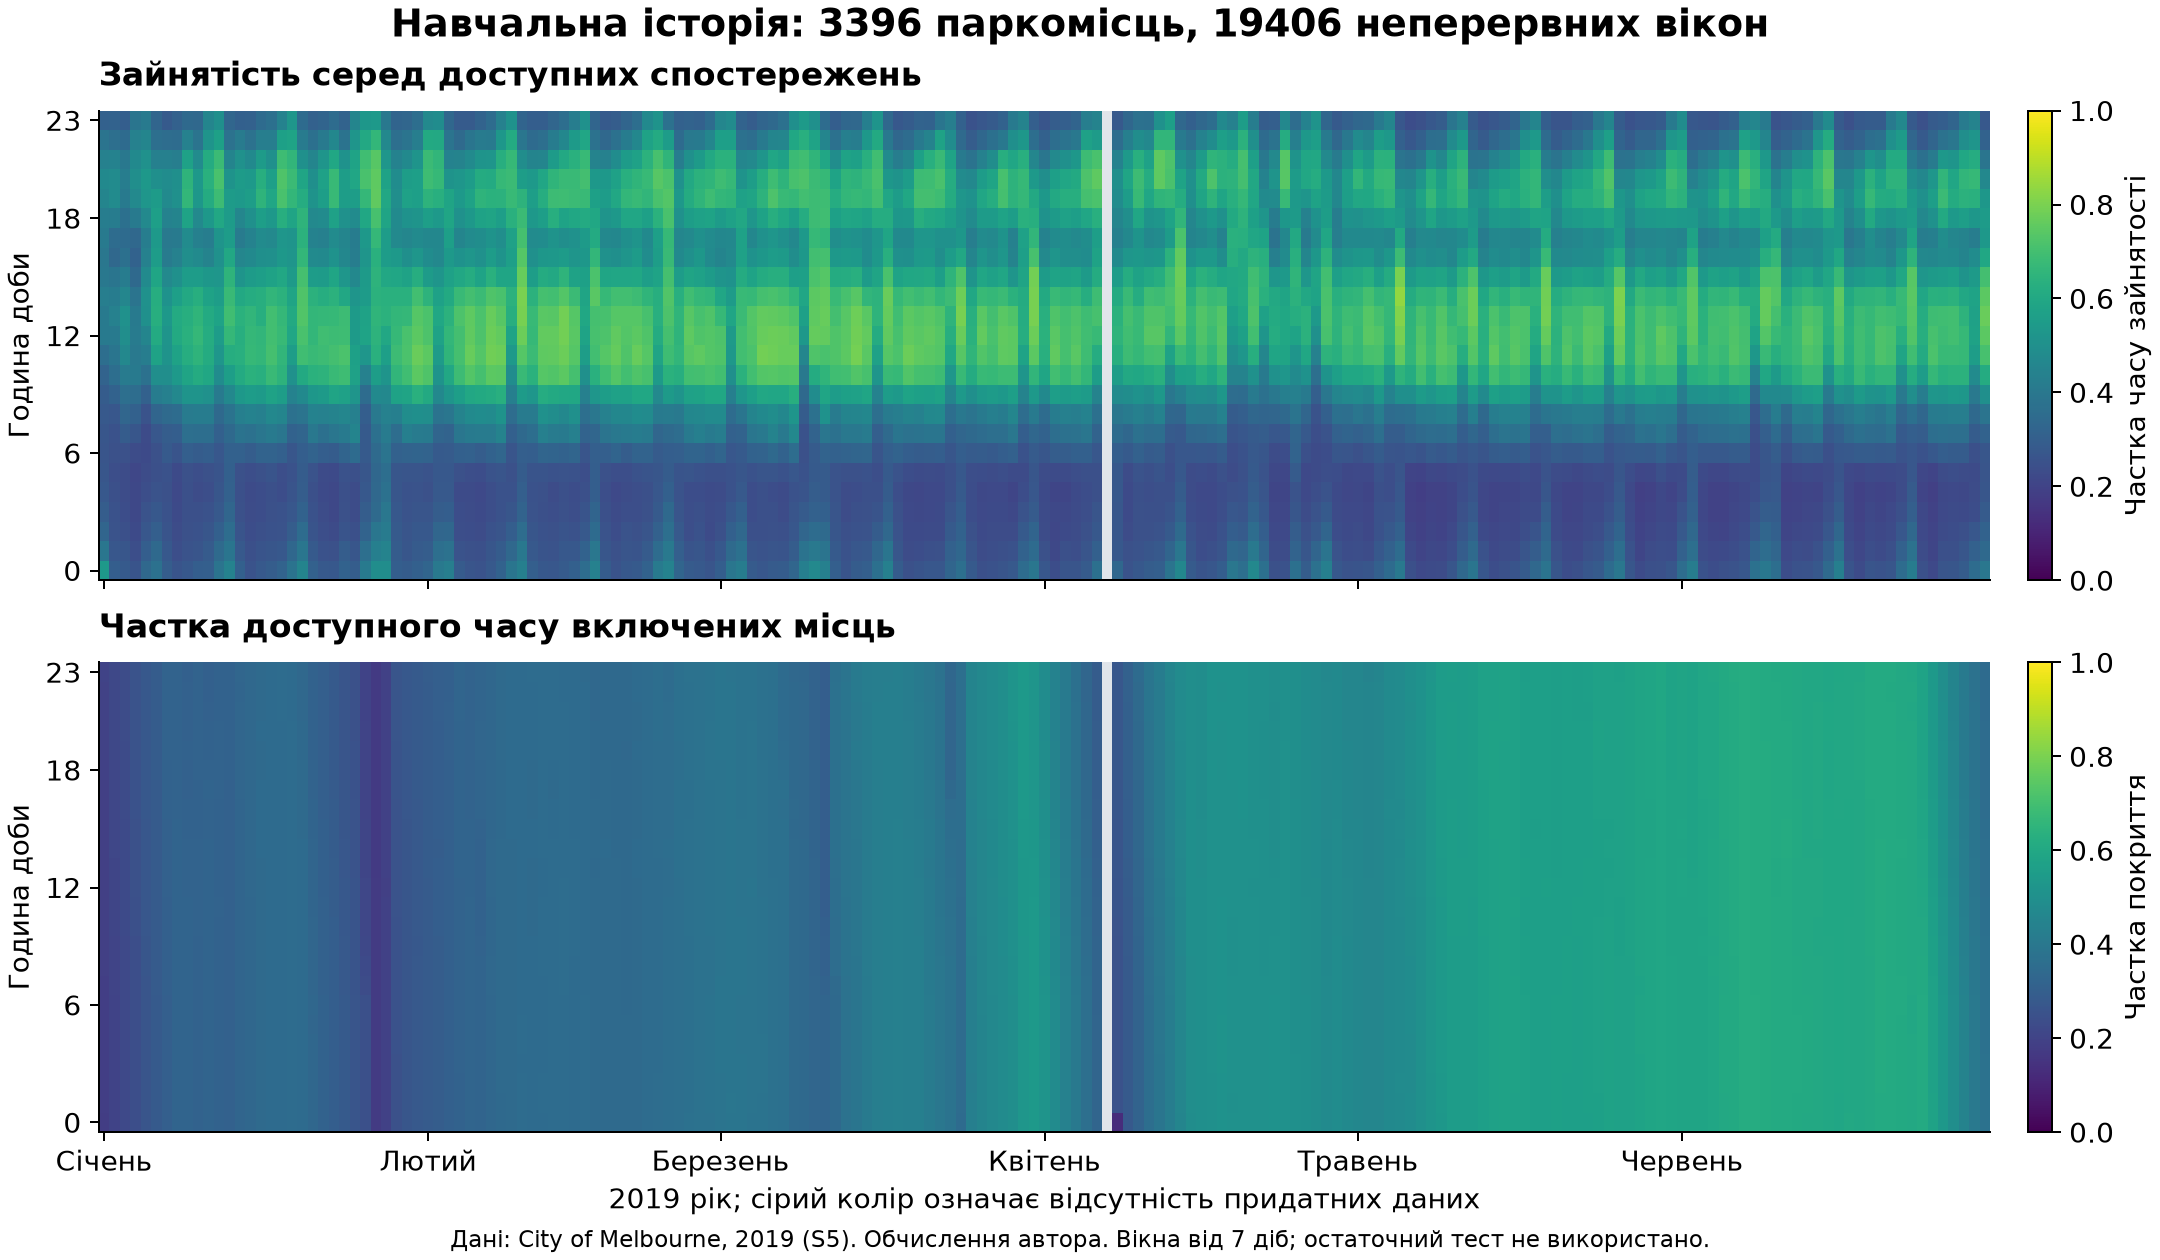 Навчальна історія: 3396 паркомісць, 19406 неперервних вікон
Зайнятість серед доступних спостережень
23
18
12
6
0
Година доби
1.0
0.8
0.6
0.4
0.2
0.0
Частка часу зайнятості
Частка доступного часу включених місць
23
18
12
6
0
Година доби
1.0
0.8
0.6
0.4
0.2
0.0
Частка покриття
Січень Лютий Березень Квітень Травень Червень
2019 рік; сірий колір означає відсутність придатних даних
Дані: City of Melbourne, 2019 (S5). Обчислення автора. Вікна від 7 діб; остаточний тест не використано.